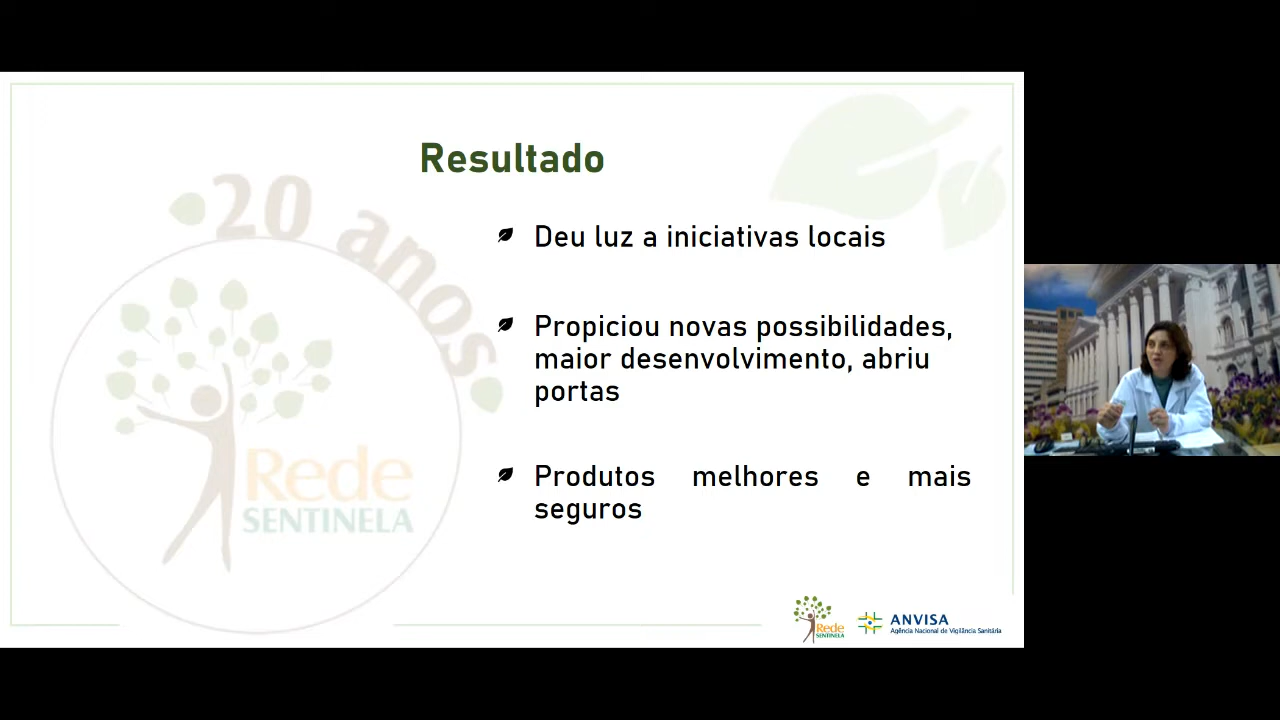 Resultado
Deu luz a iniciativas locais
Propiciou novas possibilidades,
maior desenvolvimento, abriu
portas
Produtos melhores e mais
seguros
20 anos
Rede
SENTINELA
Rede
SENTINELA
ANVISA
Agência Nacional de Vigilância Sanitária